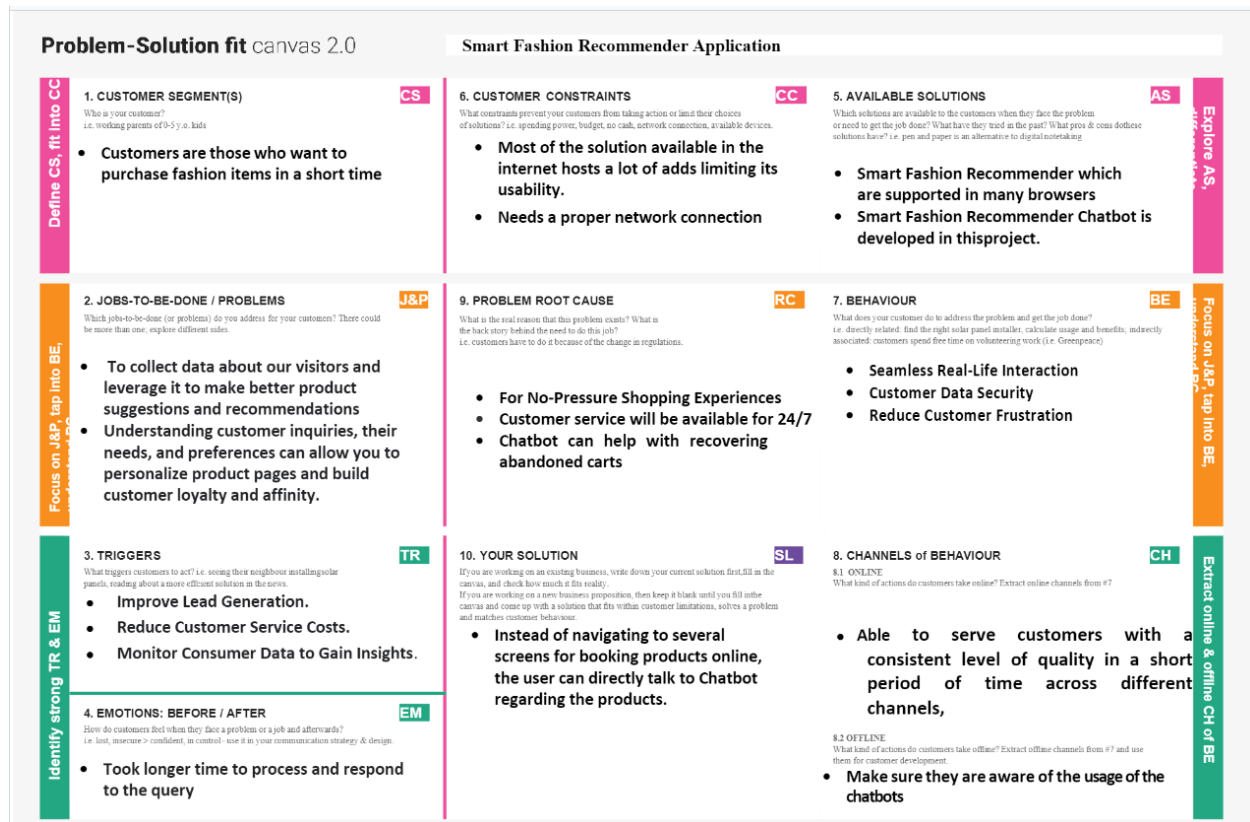 Problem-Solution fit canvas 2.0
Smart Fashion Recommender Application
Define CS, fit into CC
1. CUSTOMER SEGMENT(S)
CS
Who is your customer?
i.e. working parents of 0-5 y.o. kids
• Customers are those who want to
purchase fashion items in a short time
6. CUSTOMER CONSTRAINTS
CC
What constraints prevent your customers from taking action or limit their choices
of solutions? i.e. spending power, budget, no cash, network connection, available devices.
• Most of the solution available in the
internet hosts a lot of adds limiting its
usability.
• Needs a proper network connection
5. AVAILABLE SOLUTIONS
AS
Which solutions are available to the customers when they face the problem
or need to get the job done? What have they tried in the past? What pros & cons dothese
solutions have? i.e. pen and paper is an alternative to digital notetaking
• Smart Fashion Recommender which
are supported in many browsers
• Smart Fashion Recommender Chatbot is
developed in thisproject.
Explore AS,
Focus on J&P, tap into BE,
2. JOBS-TO-BE-DONE / PROBLEMS
J&P
Which jobs-to-be-done (or problems) do you address for your customers? There could
be more than one; explore different sides.
• To collect data about our visitors and
leverage it to make better product
suggestions and recommendations
• Understanding customer inquiries, their
needs, and preferences can allow you to
personalize product pages and build
customer loyalty and affinity.
9. PROBLEM ROOT CAUSE
RC
What is the real reason that this problem exists? What is
the back story behind the need to do this job?
i.e. customers have to do it because of the change in regulations.
• For No-Pressure Shopping Experiences
• Customer service will be available for 24/7
• Chatbot can help with recovering
abandoned carts
7. BEHAVIOUR
BE
What does your customer do to address the problem and get the job done?
i.e. directly related: find the right solar panel installer, calculate usage and benefits; indirectly
associated: customers spend free time on volunteering work (i.e. Greenpeace)
• Seamless Real-Life Interaction
• Customer Data Security
• Reduce Customer Frustration
Focus on J&P, tap into BE,
Identify strong TR & EM
3. TRIGGERS
TR
What triggers customers to act? i.e. seeing their neighbour installingsolar
panels, reading about a more efficient solution in the news.
• Improve Lead Generation.
• Reduce Customer Service Costs.
• Monitor Consumer Data to Gain Insights.
4. EMOTIONS: BEFORE / AFTER
EM
How do customers feel when they face a problem or a job and afterwards?
i.e. lost, insecure > confident, in control - use it in your communication strategy & design.
• Took longer time to process and respond
to the query
10. YOUR SOLUTION
SL
If you are working on an existing business, write down your current solution first,fill in the
canvas, and check how much it fits reality.
If you are working on a new business proposition, then keep it blank until you fill inthe
canvas and come up with a solution that fits within customer limitations, solves a problem
and matches customer behaviour.
• Instead of navigating to several
screens for booking products online,
the user can directly talk to Chatbot
regarding the products.
8. CHANNELS of BEHAVIOUR
CH
8.1 ONLINE
What kind of actions do customers take online? Extract online channels from #7
• Able to serve customers with a
consistent level of quality in a short
period of time across different
channels,
8.2 OFFLINE
What kind of actions do customers take offline? Extract offline channels from #7 and use
them for customer development.
• Make sure they are aware of the usage of the
chatbots
Extract online & offline CH of BE